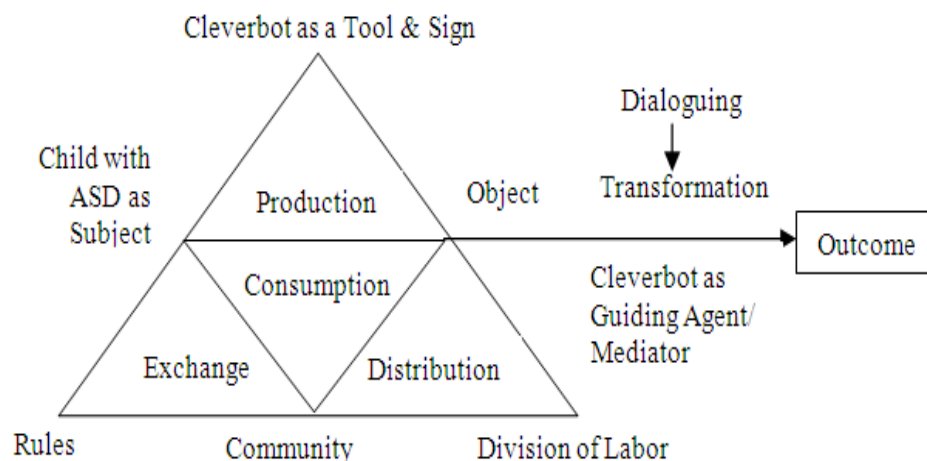 Cleverbot as a Tool & Sign
Dialoguing
Child with
ASD as
Subject
Production
Object
Transformation
Outcome
Consumption
Cleverbot as
Guiding Agent/
Mediator
Exchange
Distribution
Rules
Community
Division of Labor